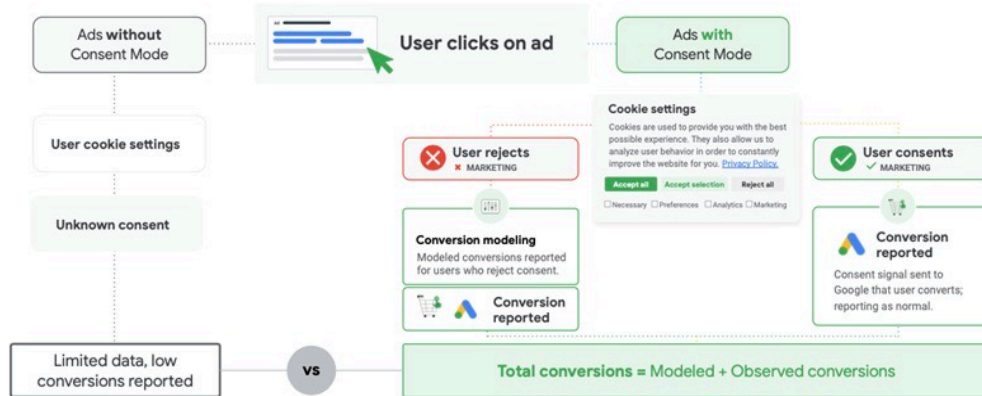 Ads without
Consent Mode
Ad
User clicks on ad
Ads with
Consent Mode
User cookie settings
Unknown consent
Limited data, low
conversions reported
vs
Cookie settings
Cookies are used to provide you with the best
possible experience. They also allow us to
analyze user behavior in order to constantly
improve the website for you. Privacy Policy.
Accept all
Accept selection
Reject all
Necessary
Preferences
Analytics
Marketing
User rejects
MARKETING
Conversion modeling
Modeled conversions reported
for users who reject consent.
Conversion
reported
User consents
MARKETING
Conversion
reported
Consent signal sent to
Google that user converts;
reporting as normal.
Total conversions = Modeled + Observed conversions